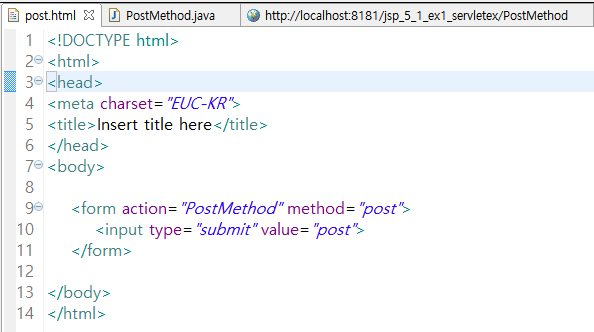 post.html PostMethod.java http://localhost:8181/jsp_5_1_ex1_servletex/PostMethod
1 <!DOCTYPE html>
2 <html>
3 <head>
4 <meta charset="EUC-KR">
5 <title>Insert title here</title>
6 </head>
7 <body>
8
9 <form action="PostMethod" method="post">
10 <input type="submit" value="post">
11 </form>
12
13 </body>
14 </html>